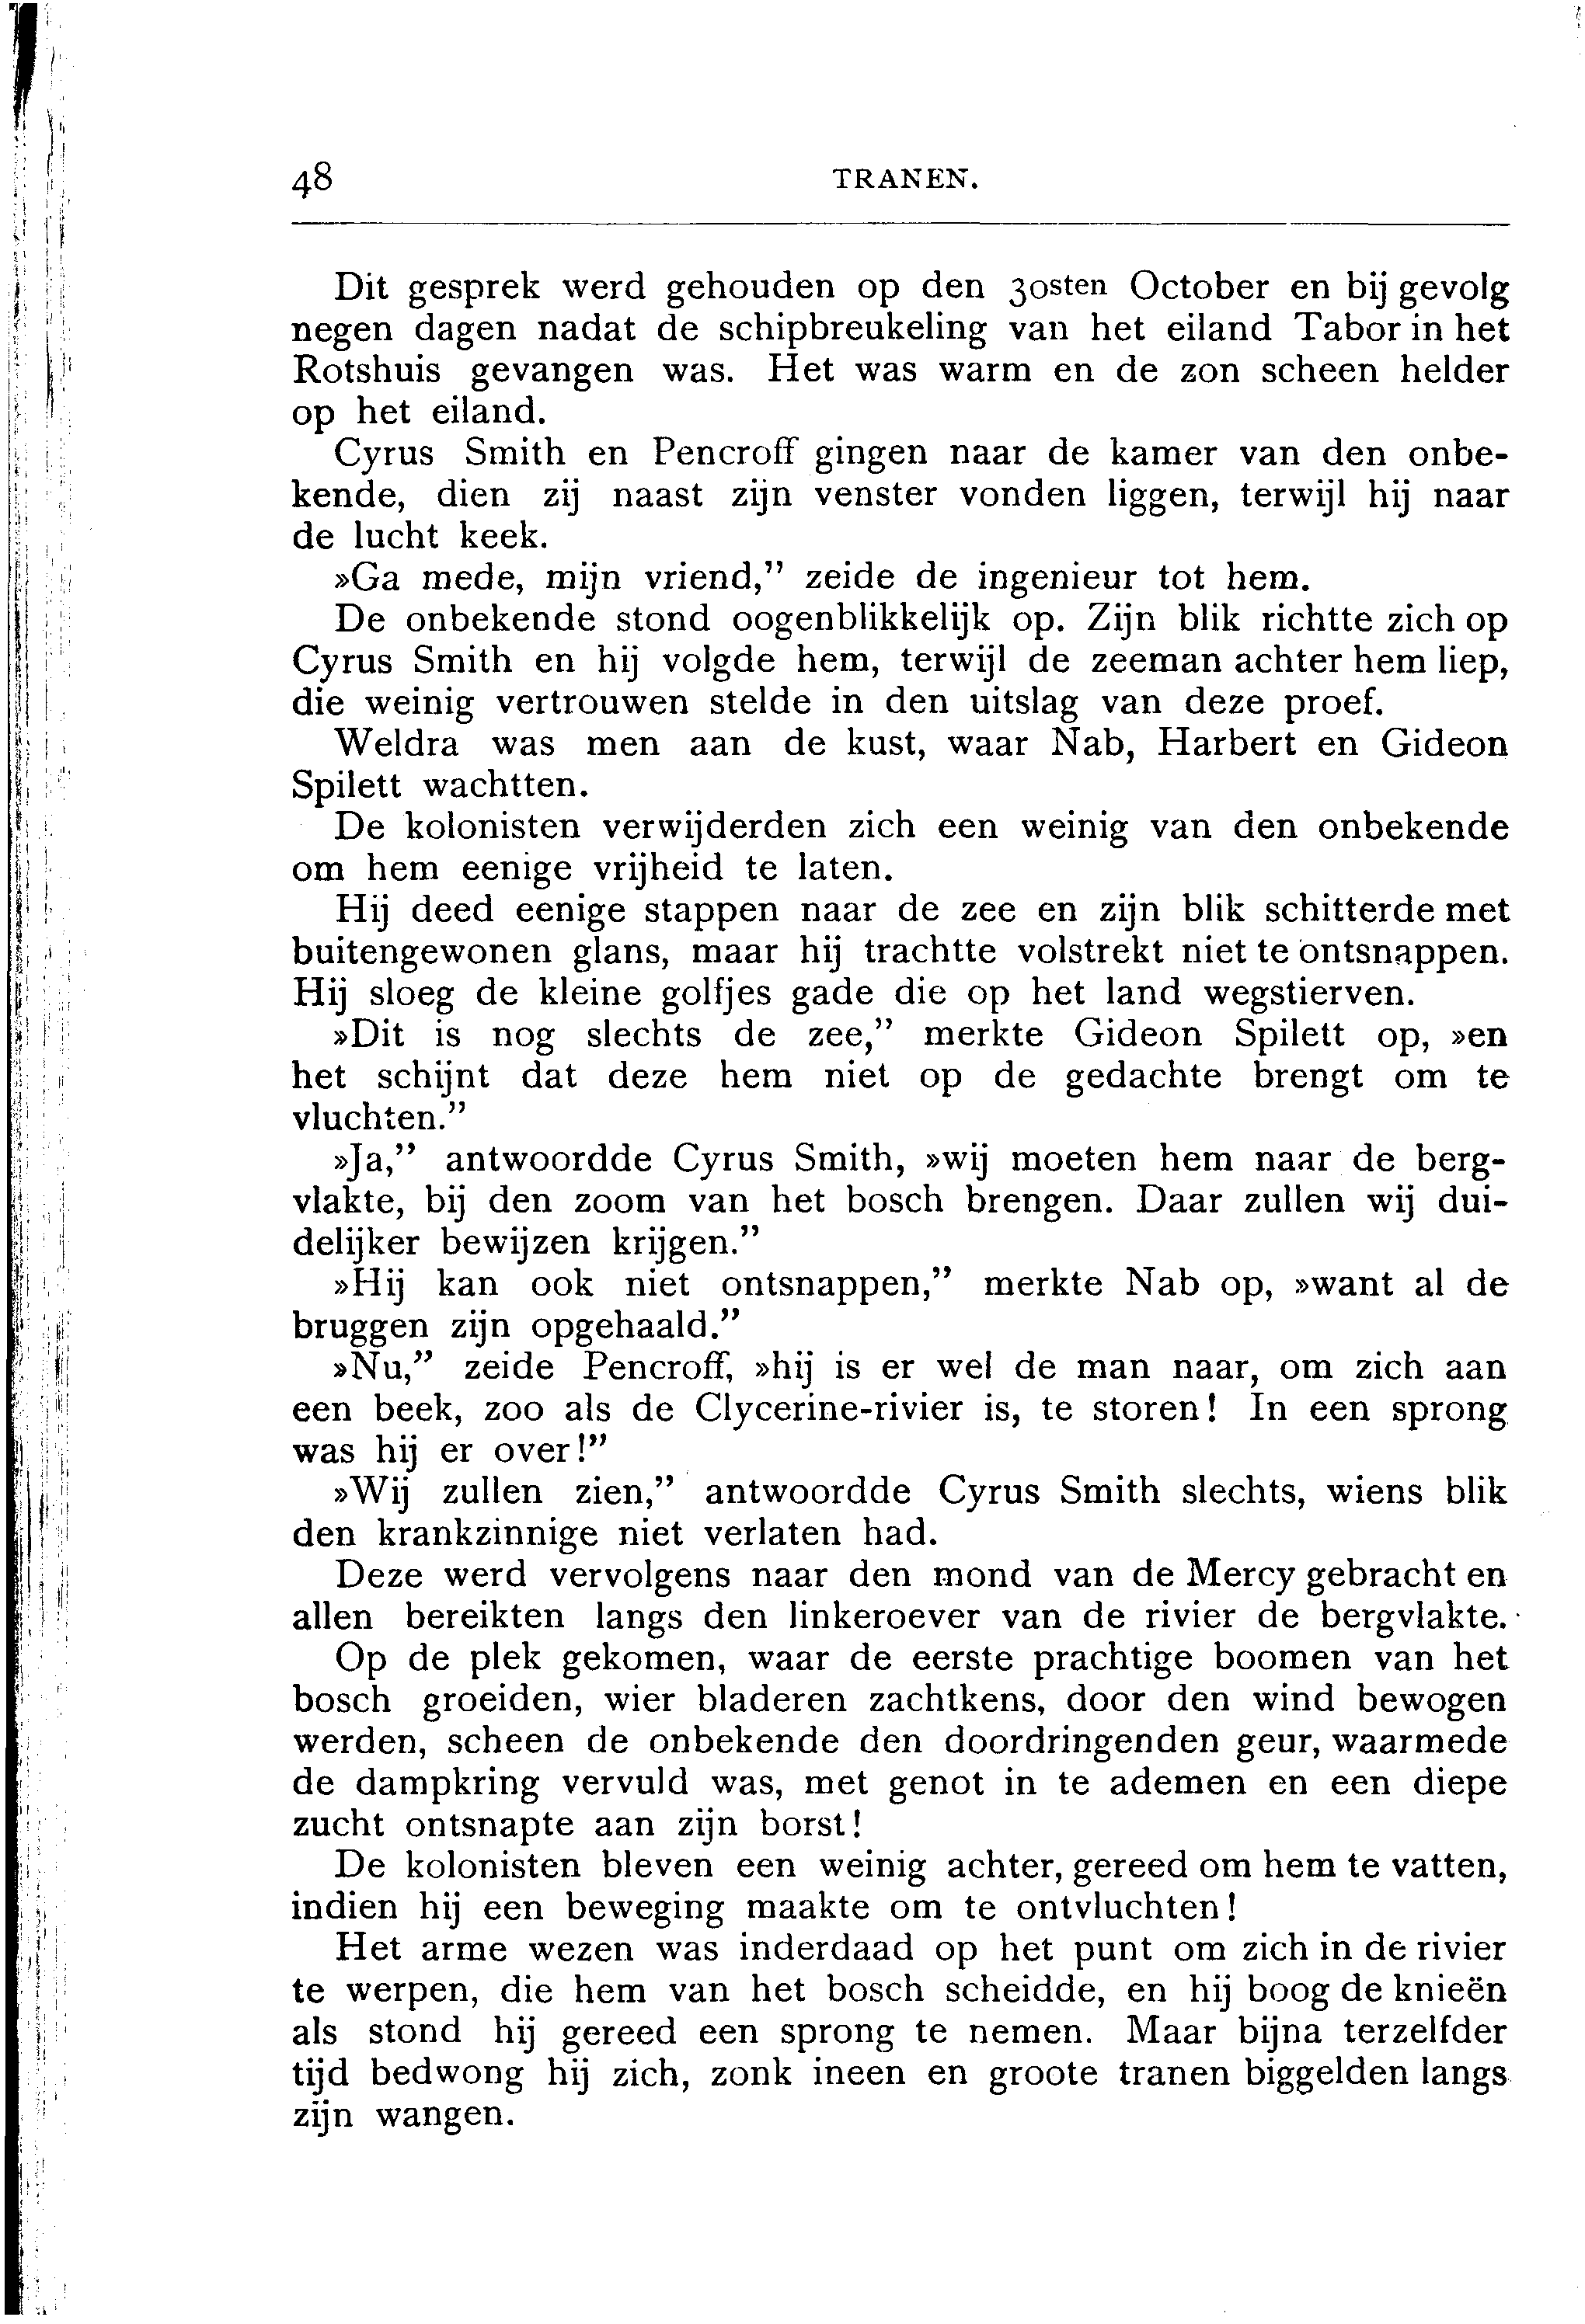 48 TRANEN.
Dit gesprek werd gehouden op den 30sten October en bij gevolg
negen dagen nadat de schipbreukeling van het eiland Tabor in het
Rotshuis gevangen was. Het was warm en de zon scheen helder
op het eiland.
Cyrus Smith en Pencroff gingen naar de kamer van den onbe-
kende, dien zij naast zijn venster vonden liggen, terwijl hij naar
de lucht keek.
»Ga mede, mijn vriend,” zeide de ingenieur tot hem.
De onbekende stond oogenblikkelijk op. Zijn blik richtte zich op
Cyrus Smith en hij volgde hem, terwijl de zeeman achter hem liep,
die weinig vertrouwen stelde in den uitslag van deze proef.
Weldra was men aan de kust, waar Nab, Harbert en Gideon
Spilett wachtten.
De kolonisten verwijderden zich een weinig van den onbekende
om hem eenige vrijheid te laten.
Hij deed eenige stappen naar de zee en zijn blik schitterde met
buitengewonen glans, maar hij trachtte volstrekt niet te ontsnappen.
Hij sloeg de kleine golfjes gade die op het land wegstierven.
»Dit is nog slechts de zee,” merkte Gideon Spilett op, »en
het schijnt dat deze hem niet op de gedachte brengt om te
vluchten.”
»Ja,” antwoordde Cyrus Smith, »wij moeten hem naar de berg-
vlakte, bij den zoom van het bosch brengen. Daar zullen wij dui-
delijker bewijzen krijgen.”
»Hij kan ook niet ontsnappen,” merkte Nab op, »want al de
bruggen zijn opgehaald.”
»Nu,” zeide Pencroff, »hij is er wel de man naar, om zich aan
een beek, zoo als de Clycerine-rivier is, te storen! In een sprong
was hij er over!”
»Wij zullen zien,” antwoordde Cyrus Smith slechts, wiens blik
den krankzinnige niet verlaten had.
Deze werd vervolgens naar den mond van de Mercy gebracht en
allen bereikten langs den linkeroever van de rivier de bergvlakte.
Op de plek gekomen, waar de eerste prachtige boomen van het
bosch groeiden, wier bladeren zachtkens, door den wind bewogen
werden, scheen de onbekende den doordringenden geur, waarmede
de dampkring vervuld was, met genot in te ademen en een diepe
zucht ontsnapte aan zijn borst!
De kolonisten bleven een weinig achter, gereed om hem te vatten,
indien hij een beweging maakte om te ontvluchten!
Het arme wezen was inderdaad op het punt om zich in de rivier
te werpen, die hem van het bosch scheidde, en hij boog de knieën
als stond hij gereed een sprong te nemen. Maar bijna terzelfder
tijd bedwong hij zich, zonk ineen en groote tranen biggelden langs
zijn wangen.